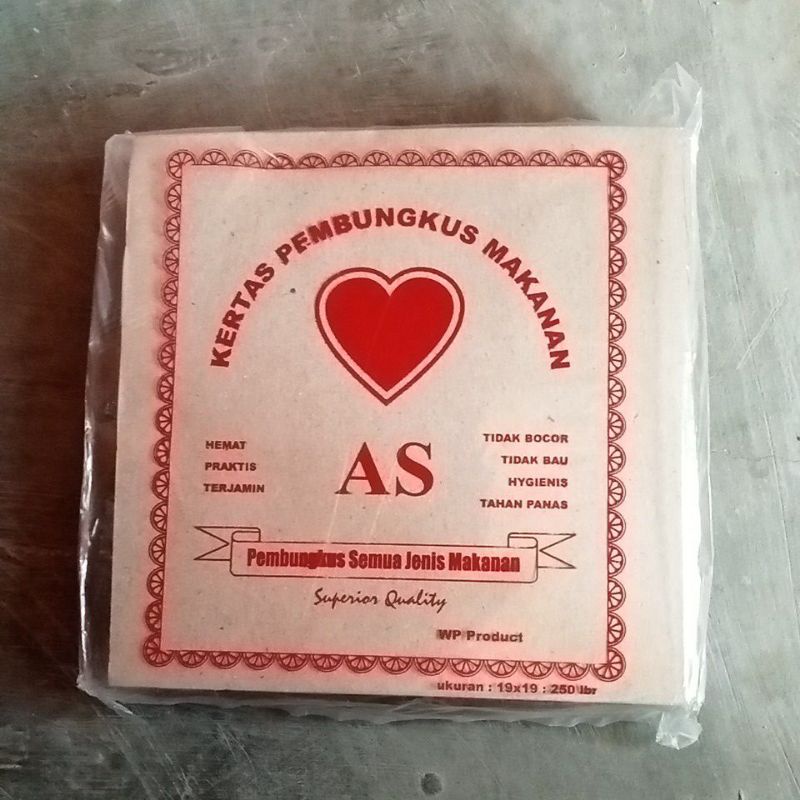 KERTAS PEMBUNGKUS MAKANAN
AS
HEMAT
PRAKTIS
TERJAMIN
TIDAK BOCOR
TIDAK BAU
HYGIENIS
TAHAN PANAS
Pembungkus Semua Jenis Makanan
Superior Quality
WP Product
ukuran : 19x19 : 250 lbr